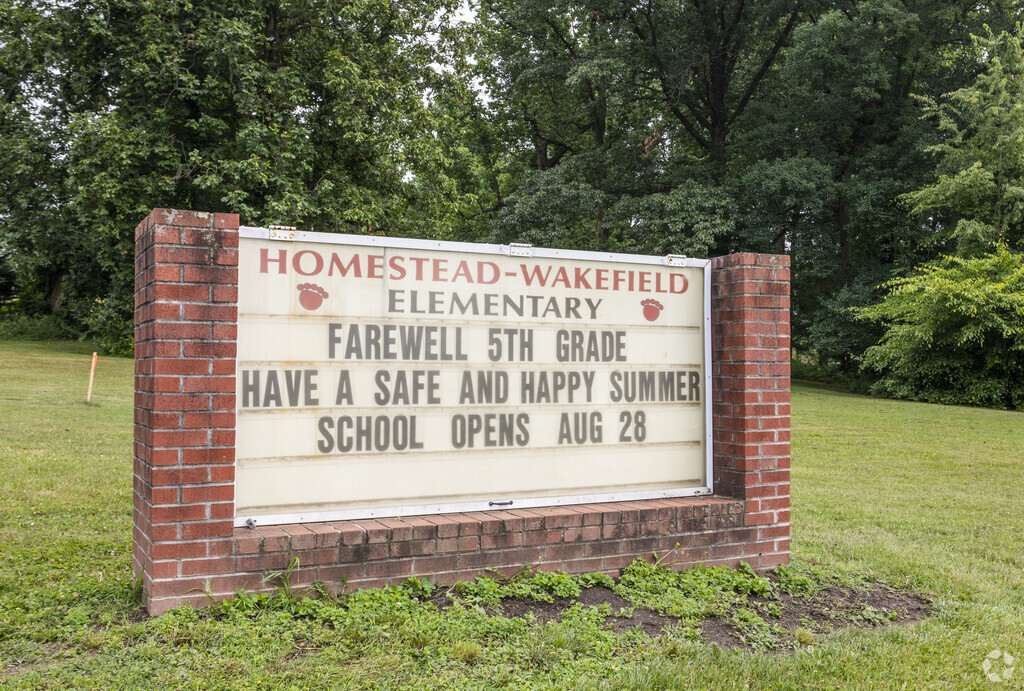 HOMESTEAD-WAKEFIELD
ELEMENTARY
FAREWELL 5TH GRADE
HAVE A SAFE AND HAPPY SUMMER
SCHOOL OPENS AUG 28